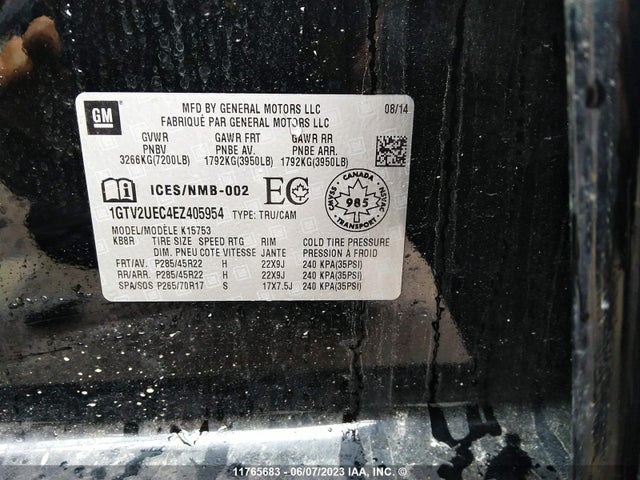 GM
MFD BY GENERAL MOTORS LLC 08/14
FABRIQUÉ PAR GENERAL MOTORS LLC
GVWR GAWR FRT GAWR RR
PNBV PNBE AV. PNBE ARR.
3266KG(7200LB) 1792KG(3950LB) 1792KG(3950LB)
ICES/NMB-002 EC
CANADA
CMVSS NSVAC
985
1GTV2UEC4EZ405954 TYPE: TRU/CAM
MODEL/MODÈLE K15753
KB8R TIRE SIZE SPEED RTG RIM COLD TIRE PRESSURE
DIM. PNEU COTE VITESSE JANTE PRESSION À FROID
FRT/AV. P285/45R22 H 22X9J 240 KPA(35PSI)
RR/ARR. P285/45R22 H 22X9J 240 KPA(35PSI)
SPA/SOS P265/70R17 S 17X7.5J 240 KPA(35PSI)
11765683 - 06/07/2023 IAA, INC. ©